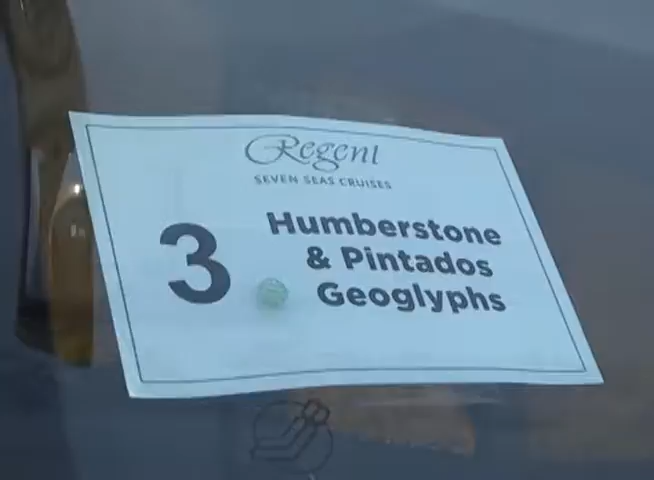 Regent
SEVEN SEAS CRUISES
3
Humberstone
& Pintados
Geoglyphs